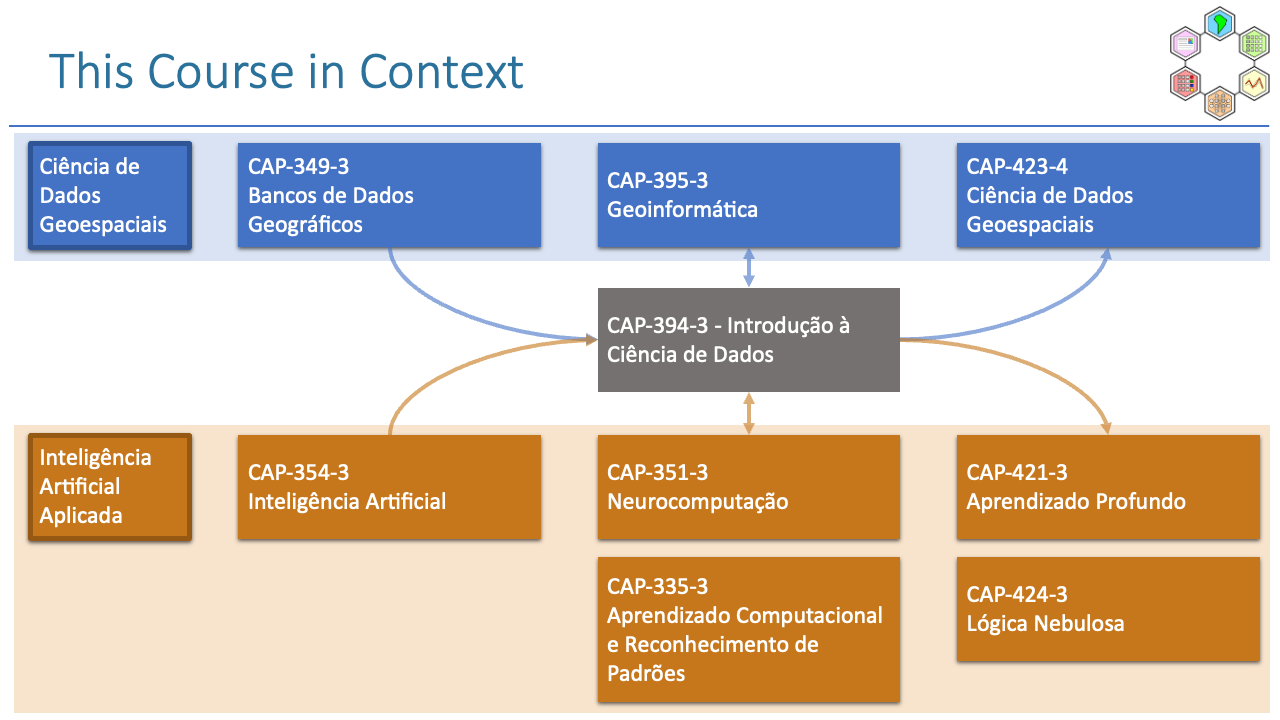 This Course in Context
Ciência de
Dados
Geoespaciais
CAP-349-3
Bancos de Dados
Geográficos
CAP-395-3
Geoinformática
CAP-423-4
Ciência de Dados
Geoespaciais
CAP-394-3 - Introdução à
Ciência de Dados
Inteligência
Artificial
Aplicada
CAP-354-3
Inteligência Artificial
CAP-351-3
Neurocomputação
CAP-421-3
Aprendizado Profundo
CAP-335-3
Aprendizado Computacional
e Reconhecimento de
Padrões
CAP-424-3
Lógica Nebulosa